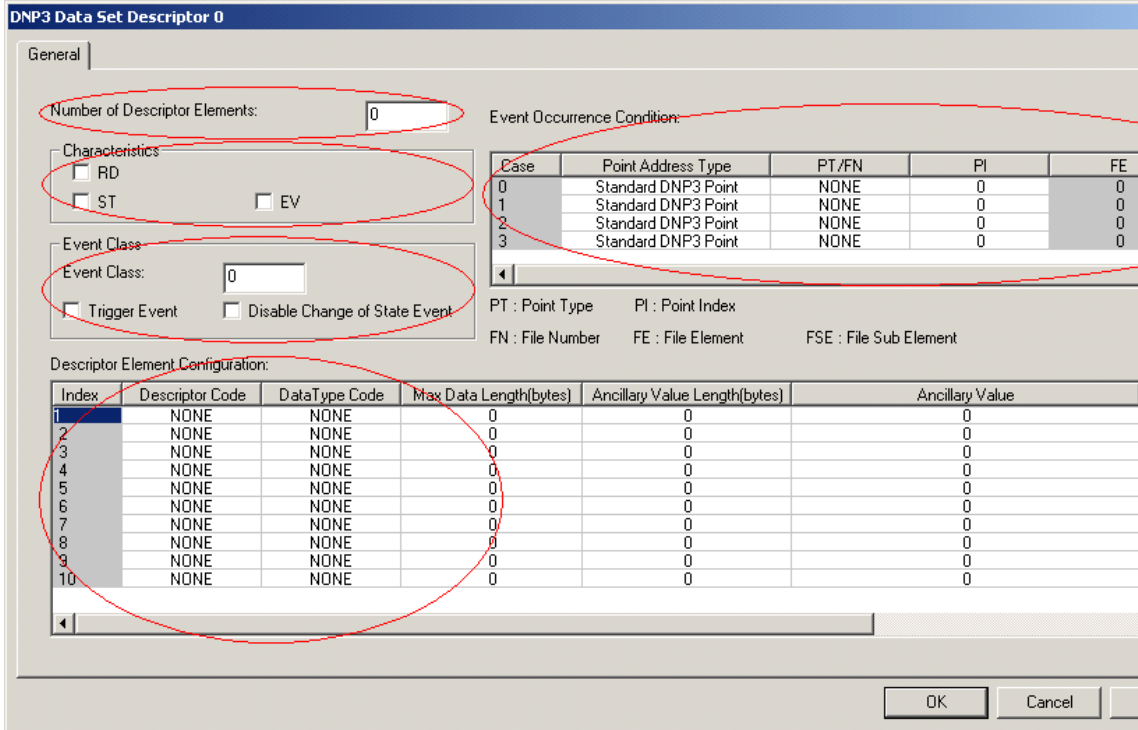 DNP3 Data Set Descriptor 0
General
Number of Descriptor Elements: 0
Characteristics
RD
ST EV
Event Class
Event Class: 0
Trigger Event Disable Change of State Event
Event Occurrence Condition:
Case Point Address Type PT/FN PI FE
0 Standard DNP3 Point NONE 0 0
1 Standard DNP3 Point NONE 0 0
2 Standard DNP3 Point NONE 0 0
3 Standard DNP3 Point NONE 0 0
PT : Point Type PI : Point Index
FN : File Number FE : File Element FSE : File Sub Element
Descriptor Element Configuration:
Index Descriptor Code DataType Code Max Data Length(bytes) Ancillary Value Length(bytes) Ancillary Value
1 NONE NONE 0 0 0
2 NONE NONE 0 0 0
3 NONE NONE 0 0 0
4 NONE NONE 0 0 0
5 NONE NONE 0 0 0
6 NONE NONE 0 0 0
7 NONE NONE 0 0 0
8 NONE NONE 0 0 0
9 NONE NONE 0 0 0
10 NONE NONE 0 0 0
OK Cancel